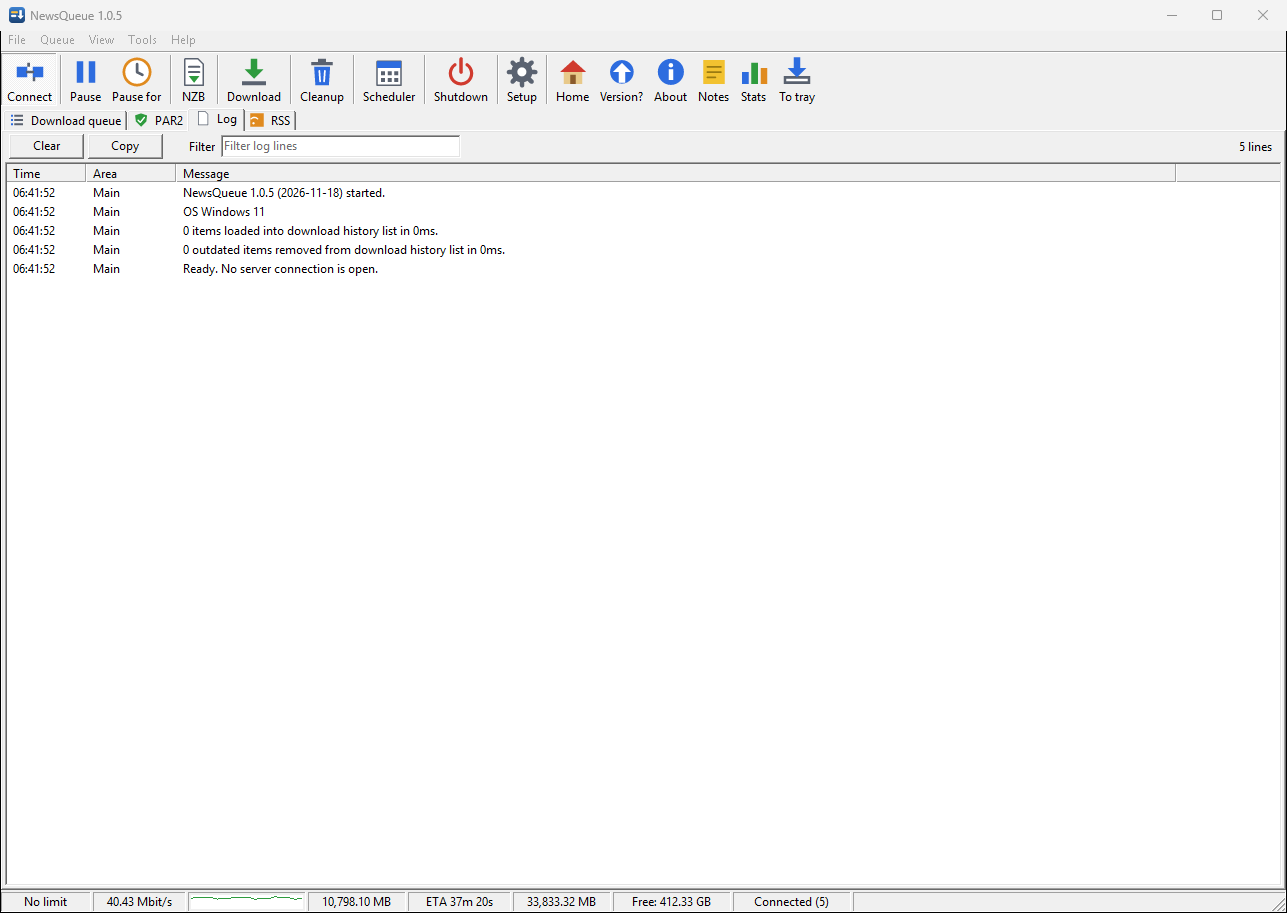 NewsQueue 1.0.5
File Queue View Tools Help
Connect Pause Pause for NZB Download Cleanup Scheduler Shutdown Setup Home Version? About Notes Stats To tray
Download queue PAR2 Log RSS
Clear Copy Filter Filter log lines 5 lines
Time Area Message
06:41:52 Main NewsQueue 1.0.5 (2026-11-18) started.
06:41:52 Main OS Windows 11
06:41:52 Main 0 items loaded into download history list in 0ms.
06:41:52 Main 0 outdated items removed from download history list in 0ms.
06:41:52 Main Ready. No server connection is open.
No limit 40.43 Mbit/s 10,798.10 MB ETA 37m 20s 33,833.32 MB Free: 412.33 GB Connected (5)